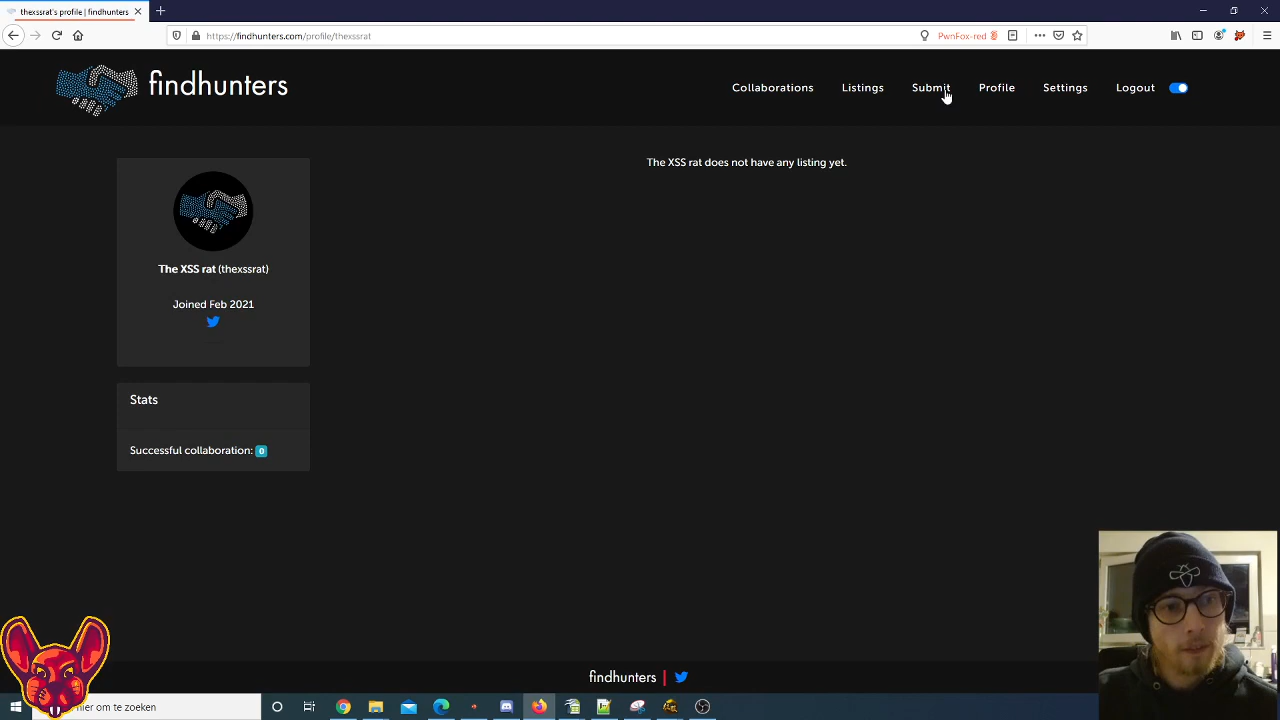 thexssrat's profile | findhunters
https://findhunters.com/profile/thexssrat
PwnFox-red
findhunters
Collaborations Listings Submit Profile Settings Logout
The XSS rat does not have any listing yet.
The XSS rat (thexssrat)
Joined Feb 2021
Stats
Successful collaboration: 0
findhunters |
hier om te zoeken